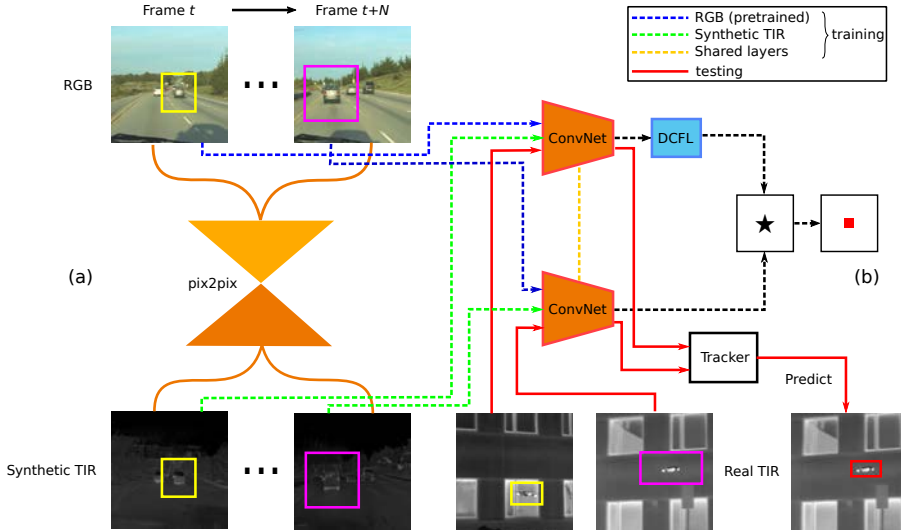 Frame t
Frame t+N
RGB (pretrained)
Synthetic TIR
Shared layers
training
testing
RGB
ConvNet
DCFL
(a)
pix2pix
(b)
ConvNet
Tracker
Predict
Synthetic TIR
Real TIR